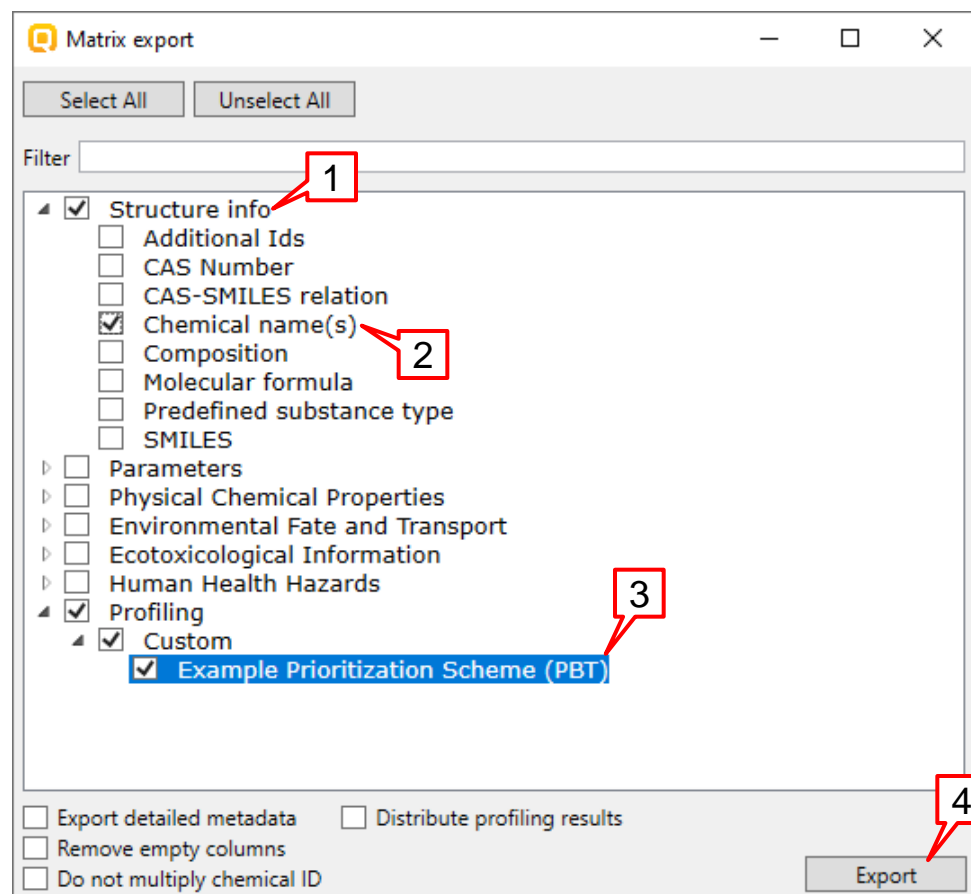 Matrix export
Select All Unselect All
Filter
1
Structure info
Additional Ids
CAS Number
CAS-SMILES relation
Chemical name(s)
2
Composition
Molecular formula
Predefined substance type
SMILES
Parameters
Physical Chemical Properties
Environmental Fate and Transport
Ecotoxicological Information
Human Health Hazards
3
Profiling
Custom
Example Prioritization Scheme (PBT)
4
Export detailed metadata Distribute profiling results
Remove empty columns
Do not multiply chemical ID Export